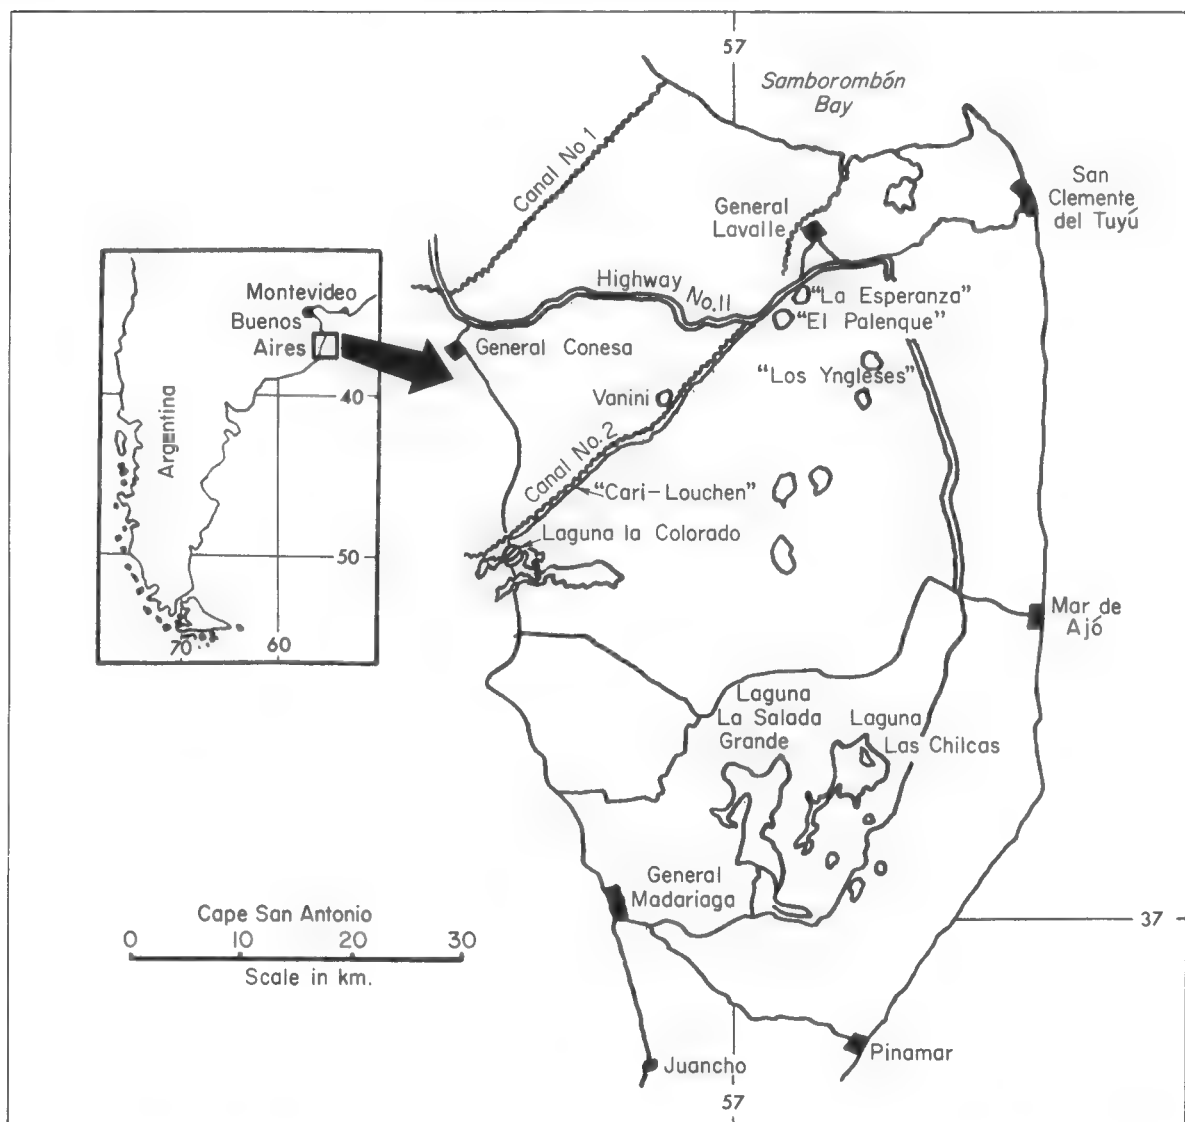 57
Samborombón
Bay
Canal No 1
San
Clemente
del Tuyú
General
Lavalle
Highway No. 11
"La Esperanza"
"El Palenque"
General Conesa
"Los Yngleses"
Vanini
Canal No. 2
"Cari-Louchen"
Laguna la Colorado
Mar de
Ajó
Laguna
La Salada
Grande
Laguna
Las Chilcas
General
Madariaga
37
Pinamar
Juancho
57
Montevideo
Buenos
Aires
Argentina
40
50
70
60
Cape San Antonio
0 10 20 30
Scale in km.